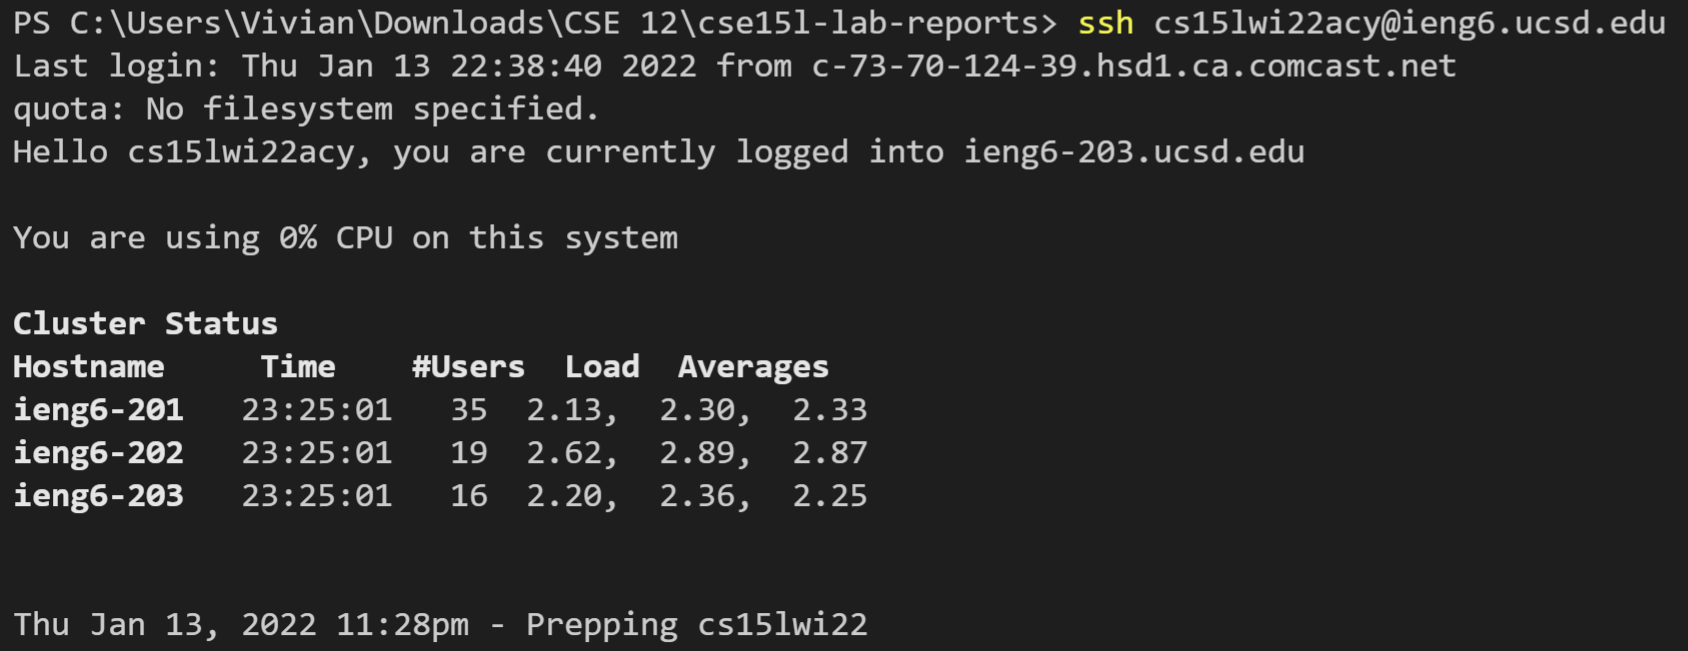 PS C:\Users\Vivian\Downloads\CSE 12\cse15l-lab-reports> ssh cs15lwi22acy@ieng6.ucsd.edu
Last login: Thu Jan 13 22:38:40 2022 from c-73-70-124-39.hsd1.ca.comcast.net
quota: No filesystem specified.
Hello cs15lwi22acy, you are currently logged into ieng6-203.ucsd.edu
You are using 0% CPU on this system
Cluster Status
Hostname     Time    #Users  Load  Averages
ieng6-201   23:25:01   35  2.13,  2.30,  2.33
ieng6-202   23:25:01   19  2.62,  2.89,  2.87
ieng6-203   23:25:01   16  2.20,  2.36,  2.25
Thu Jan 13, 2022 11:28pm - Prepping cs15lwi22